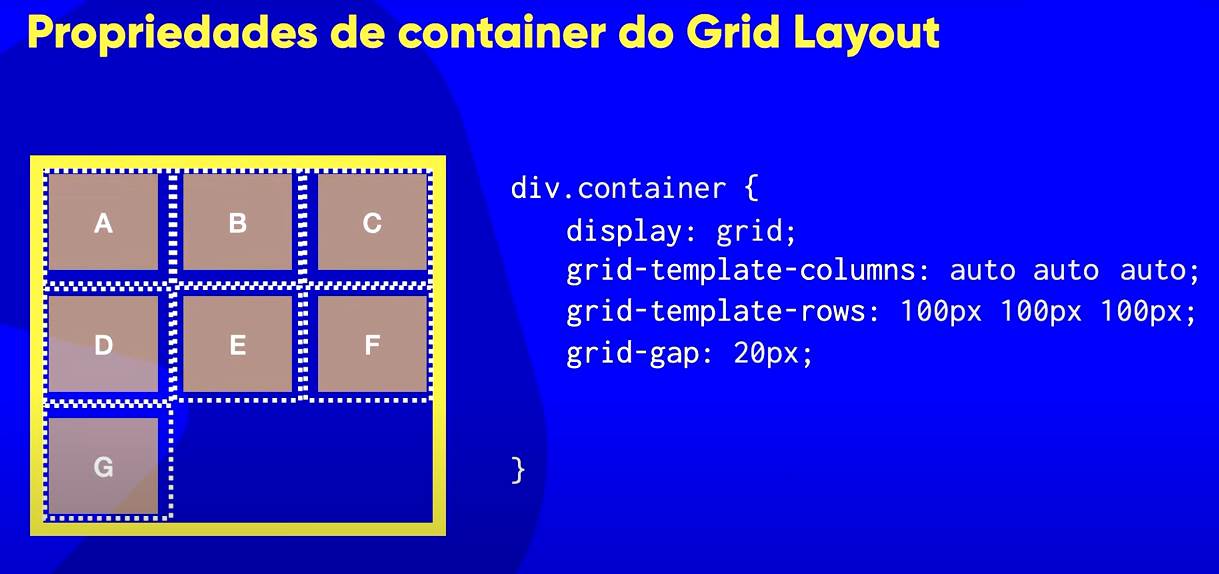 Propriedades de container do Grid Layout
A B C
D E F
G
div.container {
display: grid;
grid-template-columns: auto auto auto;
grid-template-rows: 100px 100px 100px;
grid-gap: 20px;
}